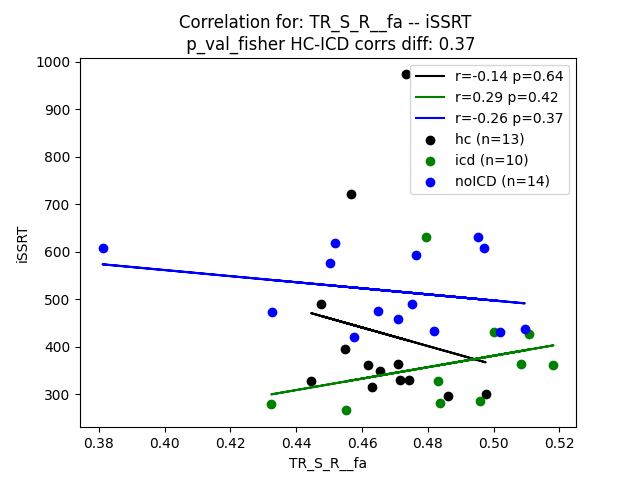 Correlation for: TR_S_R__fa -- iSSRT
p_val_fisher HC-ICD corrs diff: 0.37
r=-0.14 p=0.64
r=0.29 p=0.42
r=-0.26 p=0.37
hc (n=13)
icd (n=10)
noICD (n=14)
1000
900
800
700
600
500
400
300
iSSRT
0.38 0.40 0.42 0.44 0.46 0.48 0.50 0.52
TR_S_R__fa